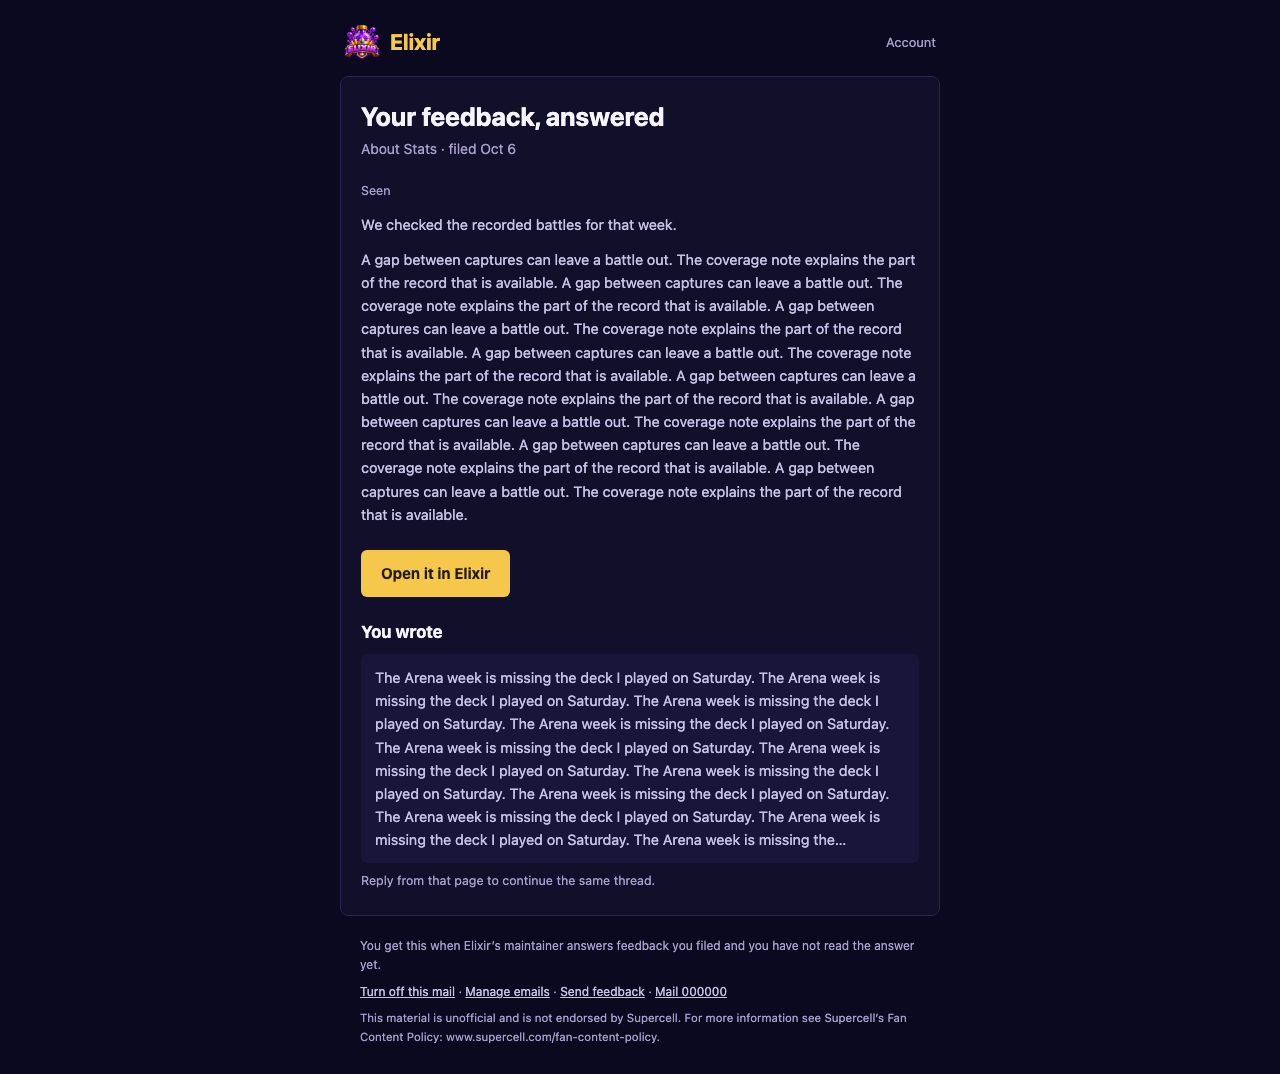 ELIXIR
Elixir
Account
Your feedback, answered
About Stats · filed Oct 6
Seen
We checked the recorded battles for that week.
A gap between captures can leave a battle out. The coverage note explains the part
of the record that is available. A gap between captures can leave a battle out. The
coverage note explains the part of the record that is available. A gap between
captures can leave a battle out. The coverage note explains the part of the record
that is available. A gap between captures can leave a battle out. The coverage note
explains the part of the record that is available. A gap between captures can leave a
battle out. The coverage note explains the part of the record that is available. A gap
between captures can leave a battle out. The coverage note explains the part of the
record that is available. A gap between captures can leave a battle out. The
coverage note explains the part of the record that is available. A gap between
captures can leave a battle out. The coverage note explains the part of the record
that is available.
Open it in Elixir
You wrote
The Arena week is missing the deck I played on Saturday. The Arena week is
missing the deck I played on Saturday. The Arena week is missing the deck I
played on Saturday. The Arena week is missing the deck I played on Saturday.
The Arena week is missing the deck I played on Saturday. The Arena week is
missing the deck I played on Saturday. The Arena week is missing the deck I
played on Saturday. The Arena week is missing the deck I played on Saturday.
The Arena week is missing the deck I played on Saturday. The Arena week is
missing the deck I played on Saturday. The Arena week is missing the…
Reply from that page to continue the same thread.
You get this when Elixir’s maintainer answers feedback you filed and you have not read the answer
yet.
Turn off this mail · Manage emails · Send feedback · Mail 000000
This material is unofficial and is not endorsed by Supercell. For more information see Supercell’s Fan
Content Policy: www.supercell.com/fan-content-policy.